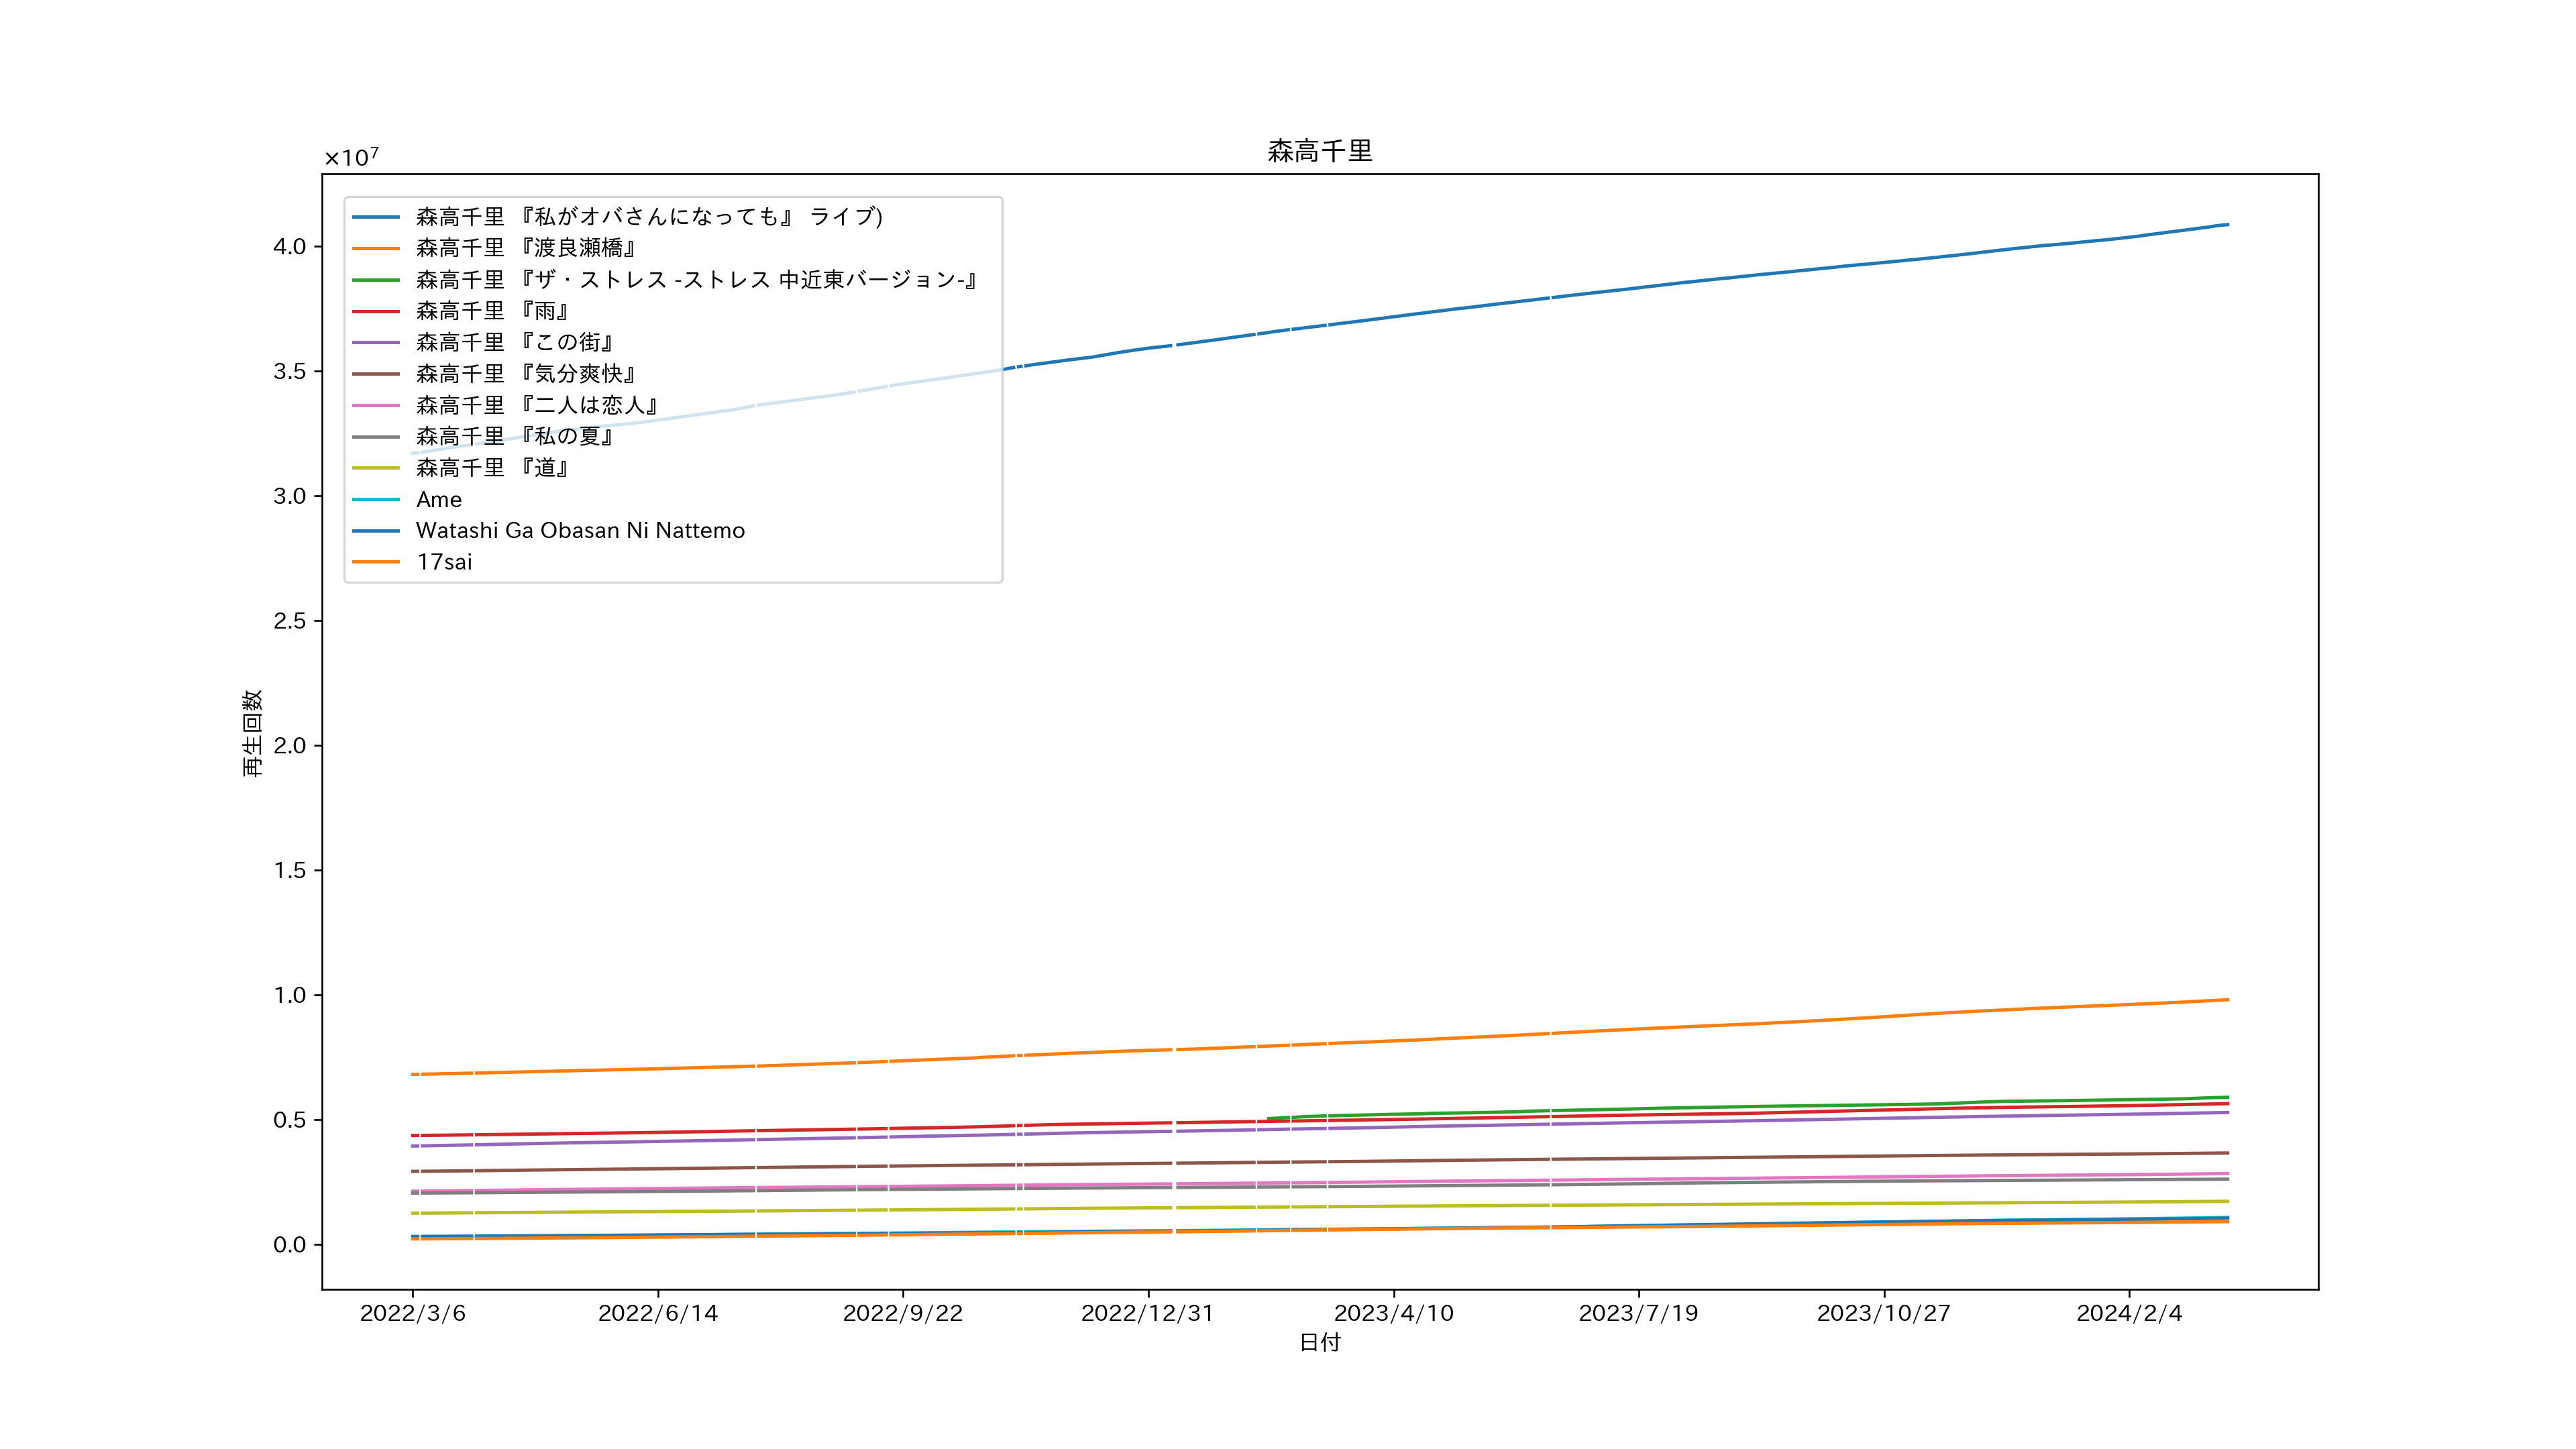 森高千里
×10⁷
森高千里 『私がオバさんになっても』 ライブ)
森高千里 『渡良瀬橋』
森高千里 『ザ・ストレス -ストレス 中近東バージョン-』
森高千里 『雨』
森高千里 『この街』
森高千里 『気分爽快』
森高千里 『二人は恋人』
森高千里 『私の夏』
森高千里 『道』
Ame
Watashi Ga Obasan Ni Nattemo
17sai
4.0
3.5
3.0
2.5
2.0
1.5
1.0
0.5
0.0
再生回数
2022/3/6 2022/6/14 2022/9/22 2022/12/31 2023/4/10 2023/7/19 2023/10/27 2024/2/4
日付